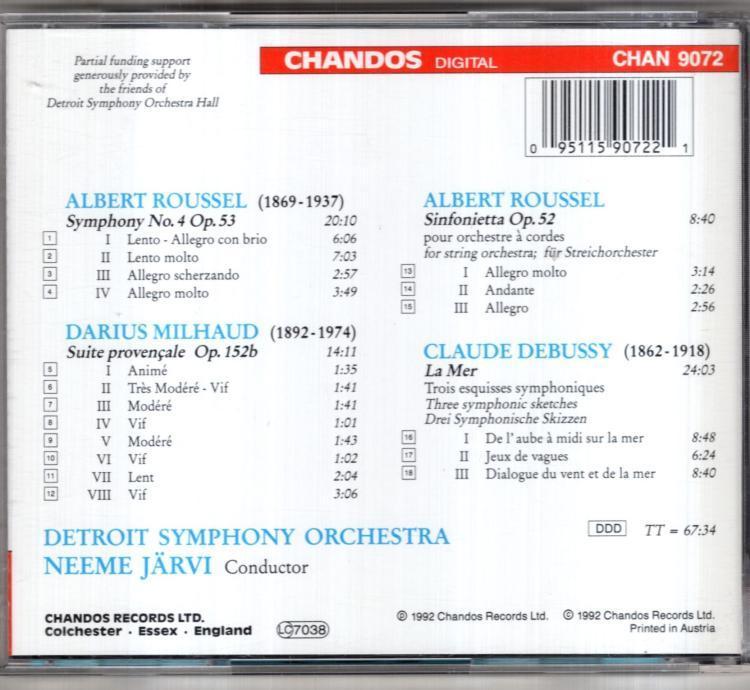 Partial funding support
generously provided by
the friends of
Detroit Symphony Orchestra Hall
CHANDOS DIGITAL CHAN 9072
0 95115 90722 1
ALBERT ROUSSEL (1869-1937)
Symphony No. 4 Op. 53 20:10
1 I Lento - Allegro con brio 6:06
2 II Lento molto 7:03
3 III Allegro scherzando 2:57
4 IV Allegro molto 3:49
DARIUS MILHAUD (1892-1974)
Suite provençale Op. 152b 14:11
5 I Animé 1:35
6 II Très Modéré - Vif 1:41
7 III Modéré 1:41
8 IV Vif 1:01
9 V Modéré 1:43
10 VI Vif 1:02
11 VII Lent 2:04
12 VIII Vif 3:06
ALBERT ROUSSEL
Sinfonietta Op. 52 8:40
pour orchestre à cordes
for string orchestra; für Streichorchester
13 I Allegro molto 3:14
14 II Andante 2:26
15 III Allegro 2:56
CLAUDE DEBUSSY (1862-1918)
La Mer 24:03
Trois esquisses symphoniques
Three symphonic sketches
Drei Symphonische Skizzen
16 I De l'aube à midi sur la mer 8:48
17 II Jeux de vagues 6:24
18 III Dialogue du vent et de la mer 8:40
DETROIT SYMPHONY ORCHESTRA
NEEME JÄRVI Conductor
DDD TT = 67:34
CHANDOS RECORDS LTD.
Colchester · Essex · England
LC 7038
℗ 1992 Chandos Records Ltd. © 1992 Chandos Records Ltd.
Printed in Austria